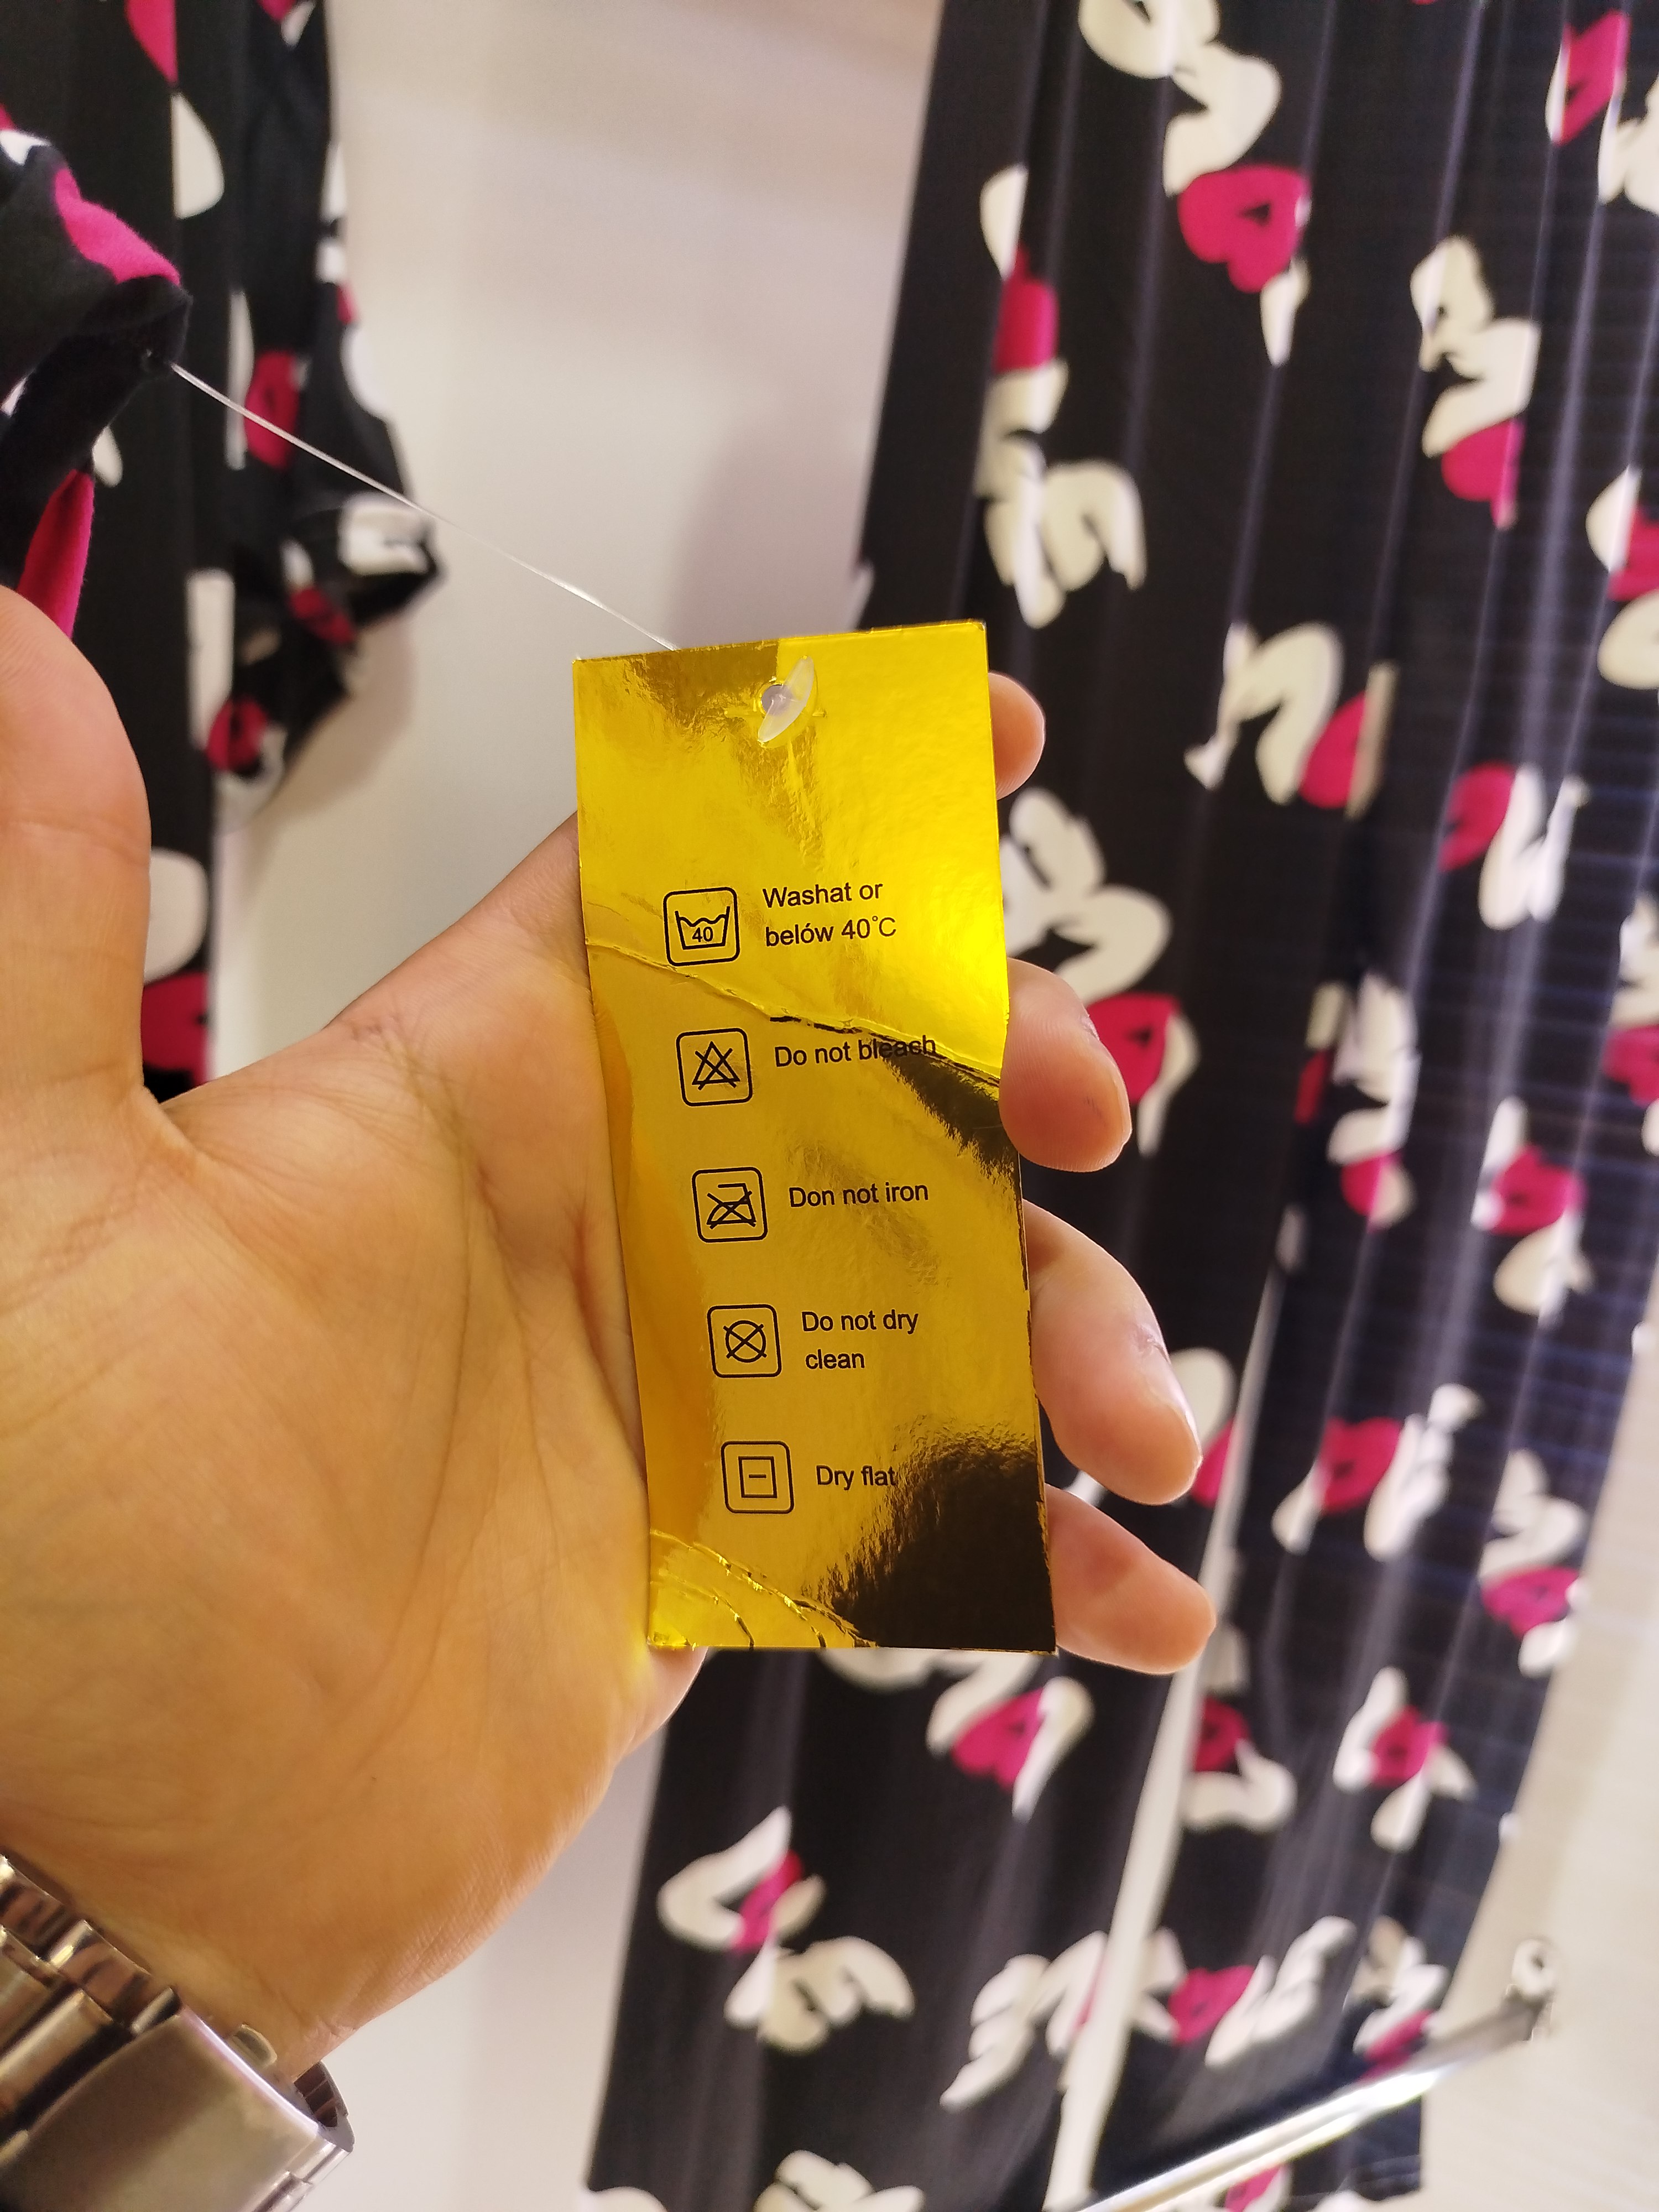 40
Washat or
belów 40°C
Do not bleach
Don not iron
Do not dry
clean
Dry flat